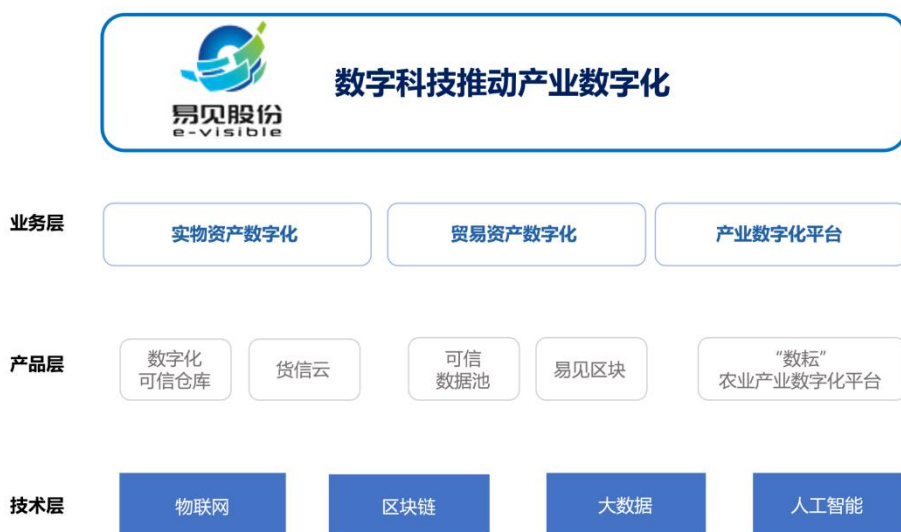 数字科技推动产业数字化
易见股份
e-visible
业务层
实物资产数字化
贸易资产数字化
产业数字化平台
产品层
数字化
可信仓库
货信云
可信
数据池
易见区块
“数耘”
农业产业数字化平台
技术层
物联网
区块链
大数据
人工智能